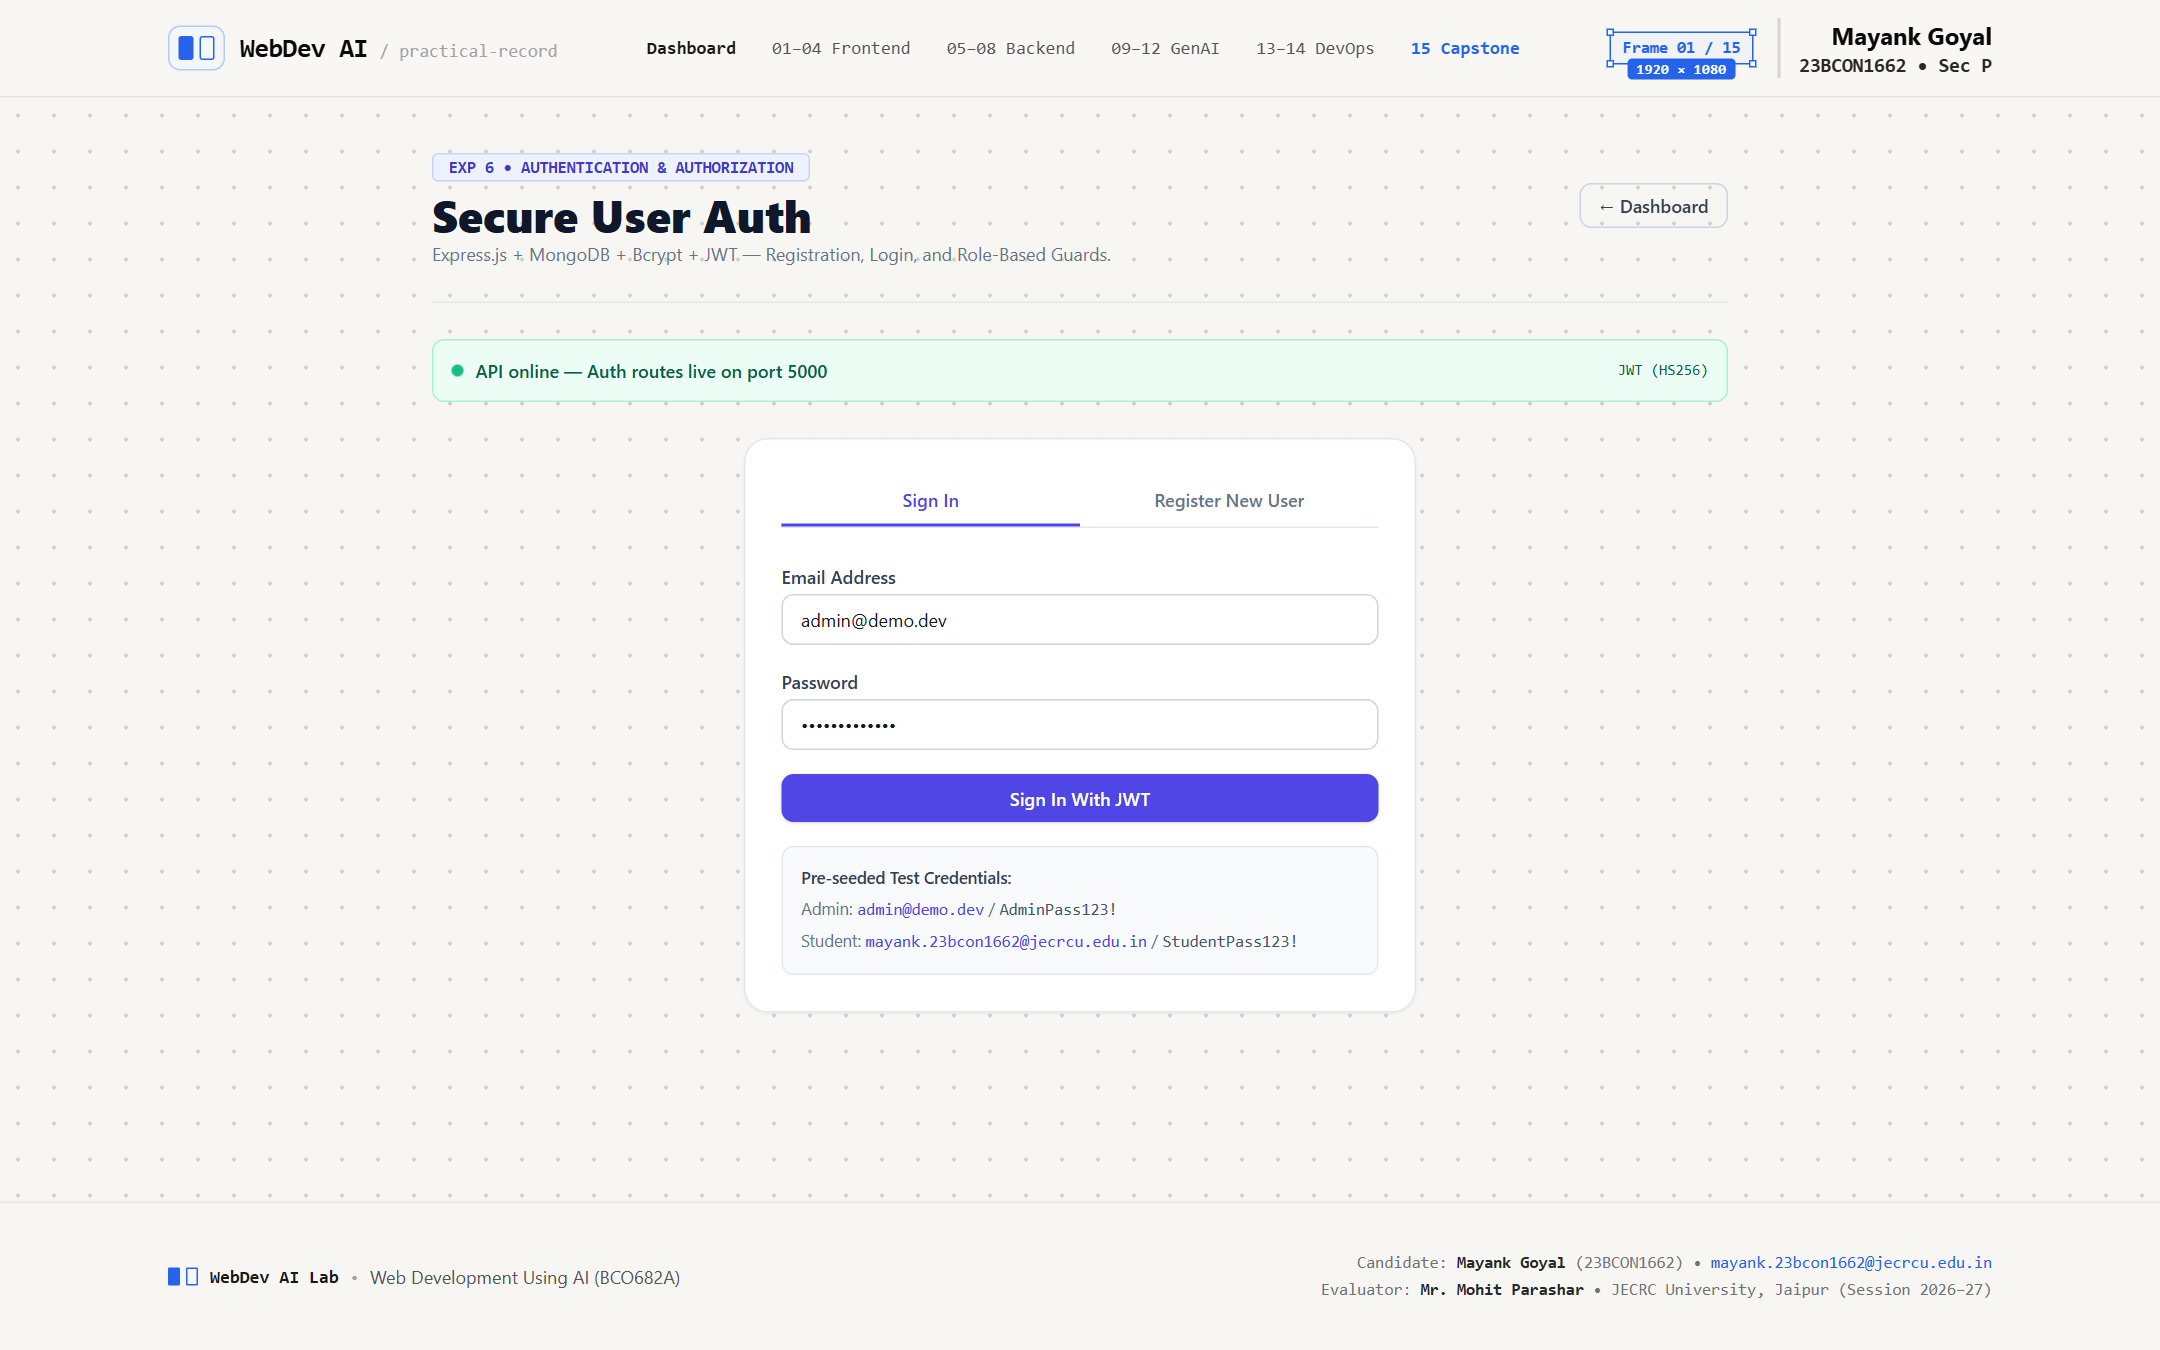 WebDev AI / practical-record
Dashboard 01–04 Frontend 05–08 Backend 09–12 GenAI 13–14 DevOps 15 Capstone
Frame 01 / 15
1920 × 1080
Mayank Goyal
23BCON1662 • Sec P
EXP 6 • AUTHENTICATION & AUTHORIZATION
Secure User Auth
Express.js + MongoDB + Bcrypt + JWT — Registration, Login, and Role-Based Guards.
← Dashboard
API online — Auth routes live on port 5000
JWT (HS256)
Sign In Register New User
Email Address
admin@demo.dev
Password
•••••••••••••
Sign In With JWT
Pre-seeded Test Credentials:
Admin: admin@demo.dev / AdminPass123!
Student: mayank.23bcon1662@jecrcu.edu.in / StudentPass123!
WebDev AI Lab • Web Development Using AI (BCO682A)
Candidate: Mayank Goyal (23BCON1662) • mayank.23bcon1662@jecrcu.edu.in
Evaluator: Mr. Mohit Parashar • JECRC University, Jaipur (Session 2026–27)